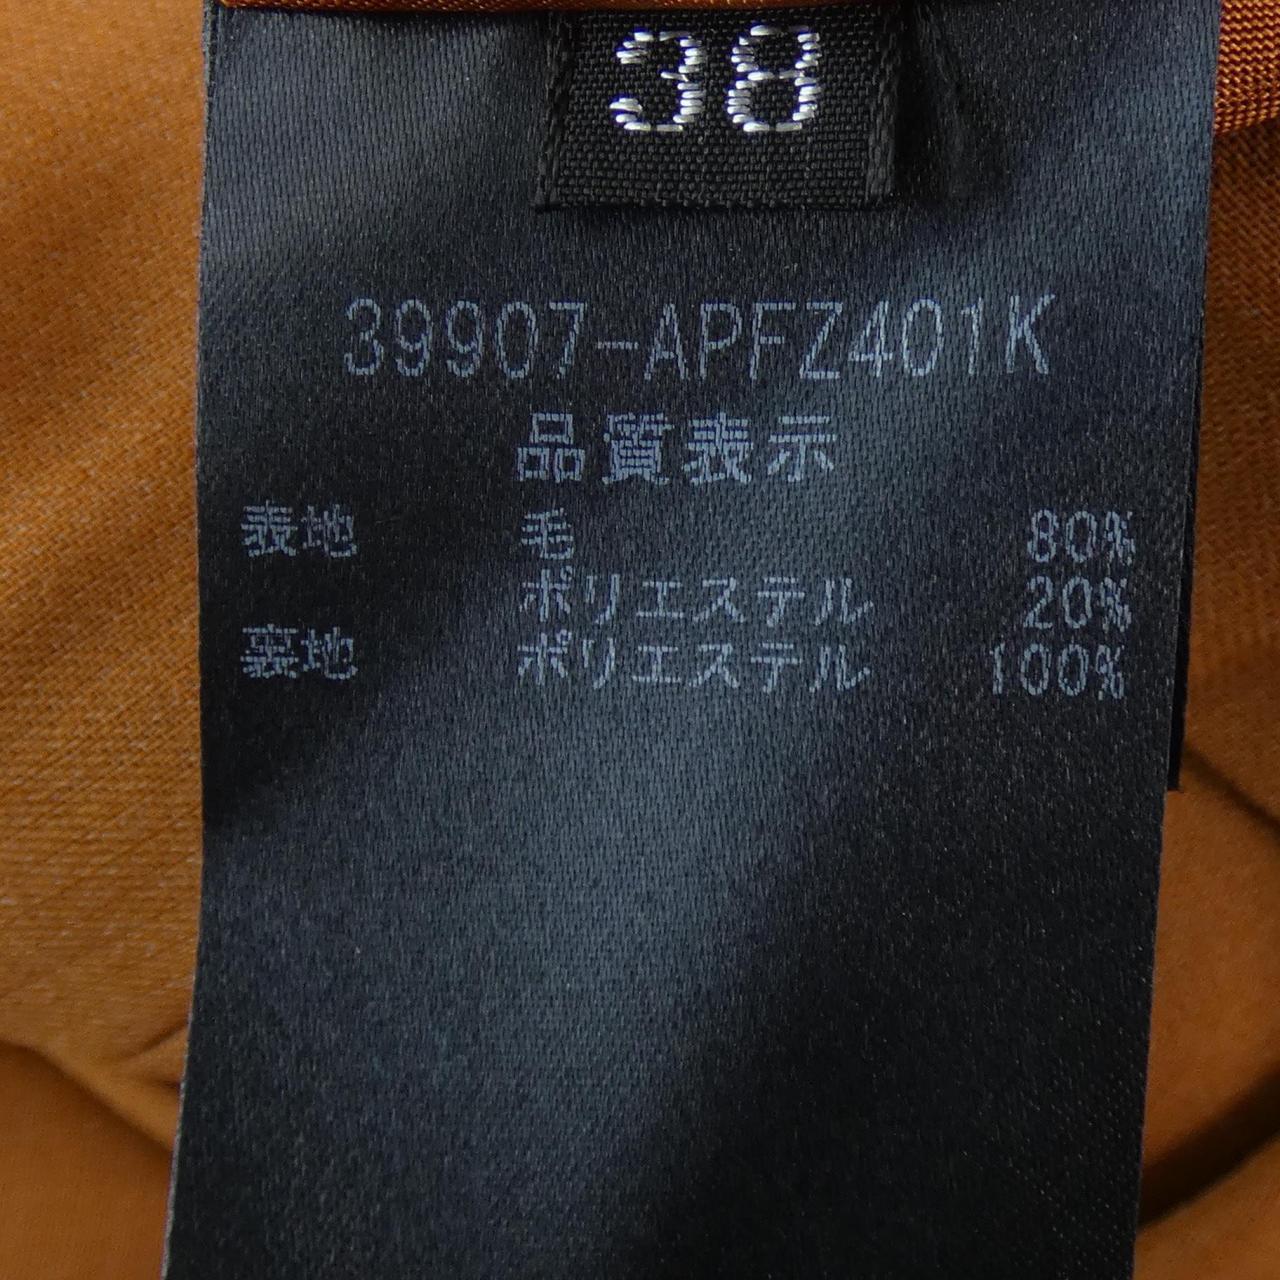 38
39907-APFZ401K
品質表示
表地 毛 80%
ポリエステル 20%
裏地 ポリエステル 100%